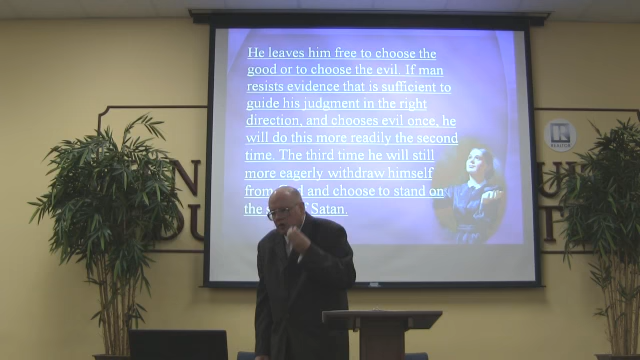 He leaves him free to choose the
good or to choose the evil. If man
resists evidence that is sufficient to
guide his judgment in the right
direction, and chooses evil once, he
will do this more readily the second
time. The third time he will still
more eagerly withdraw himself
from and choose to stand on
the Satan.
REALTOR